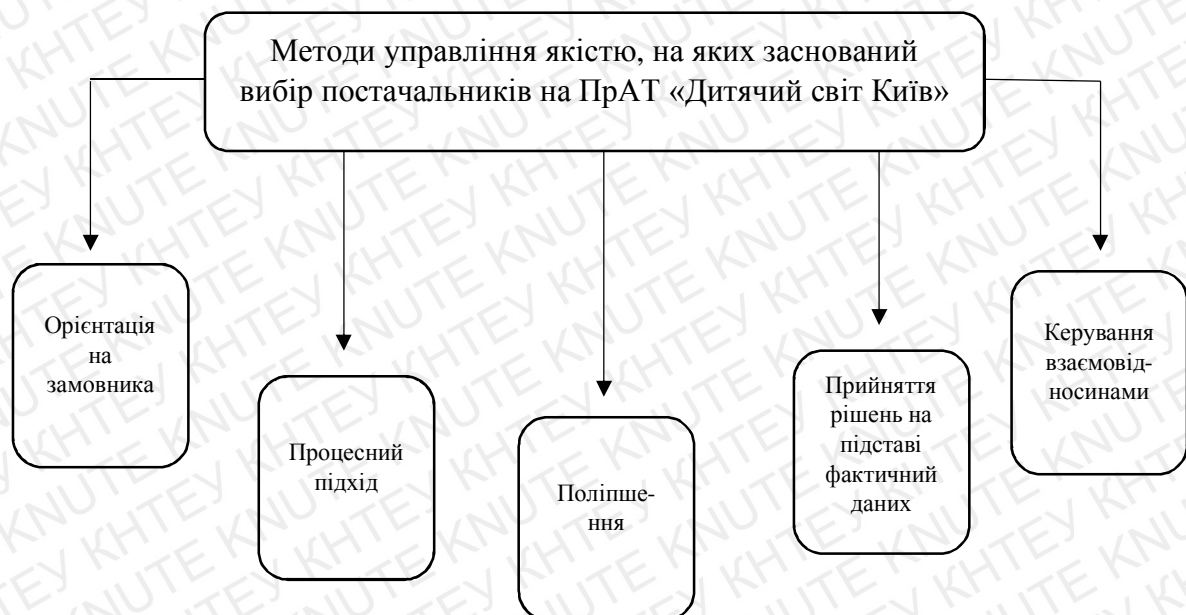 Методи управління якістю, на яких заснований
вибір постачальників на ПрАТ «Дитячий світ Київ»
Орієнтація
на
замовника
Процесний
підхід
Поліпше-
ння
Прийняття
рішень на
підставі
фактичний
даних
Керування
взаємовід-
носинами